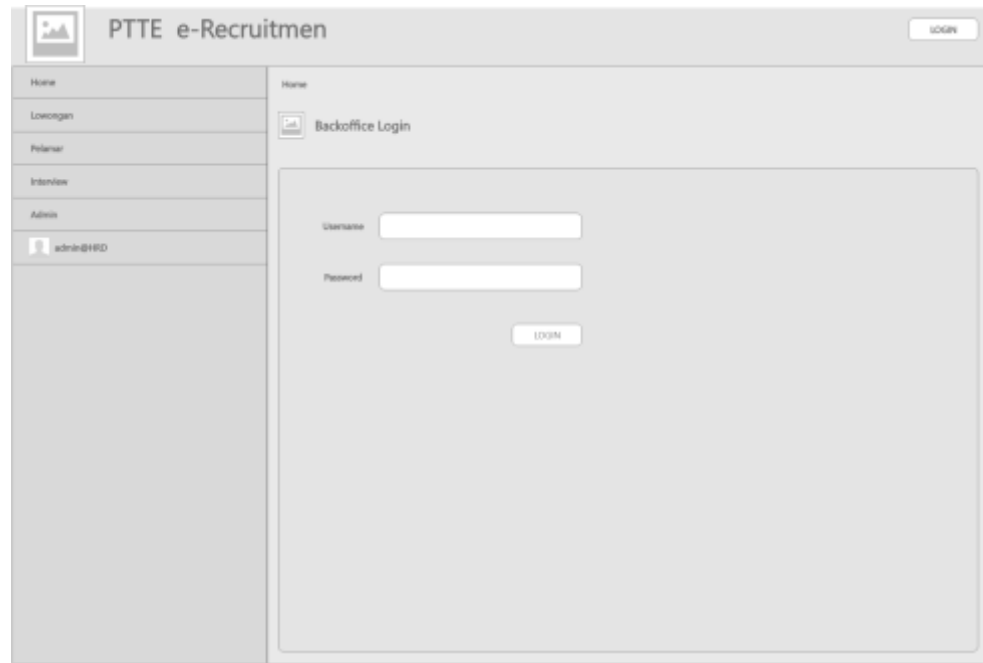 PTTE e-Recruitmen
LOGIN
Home
Lowongan
Pelamar
Interview
Admin
admin@HRD
Home
Backoffice Login
Username
Password
LOGIN